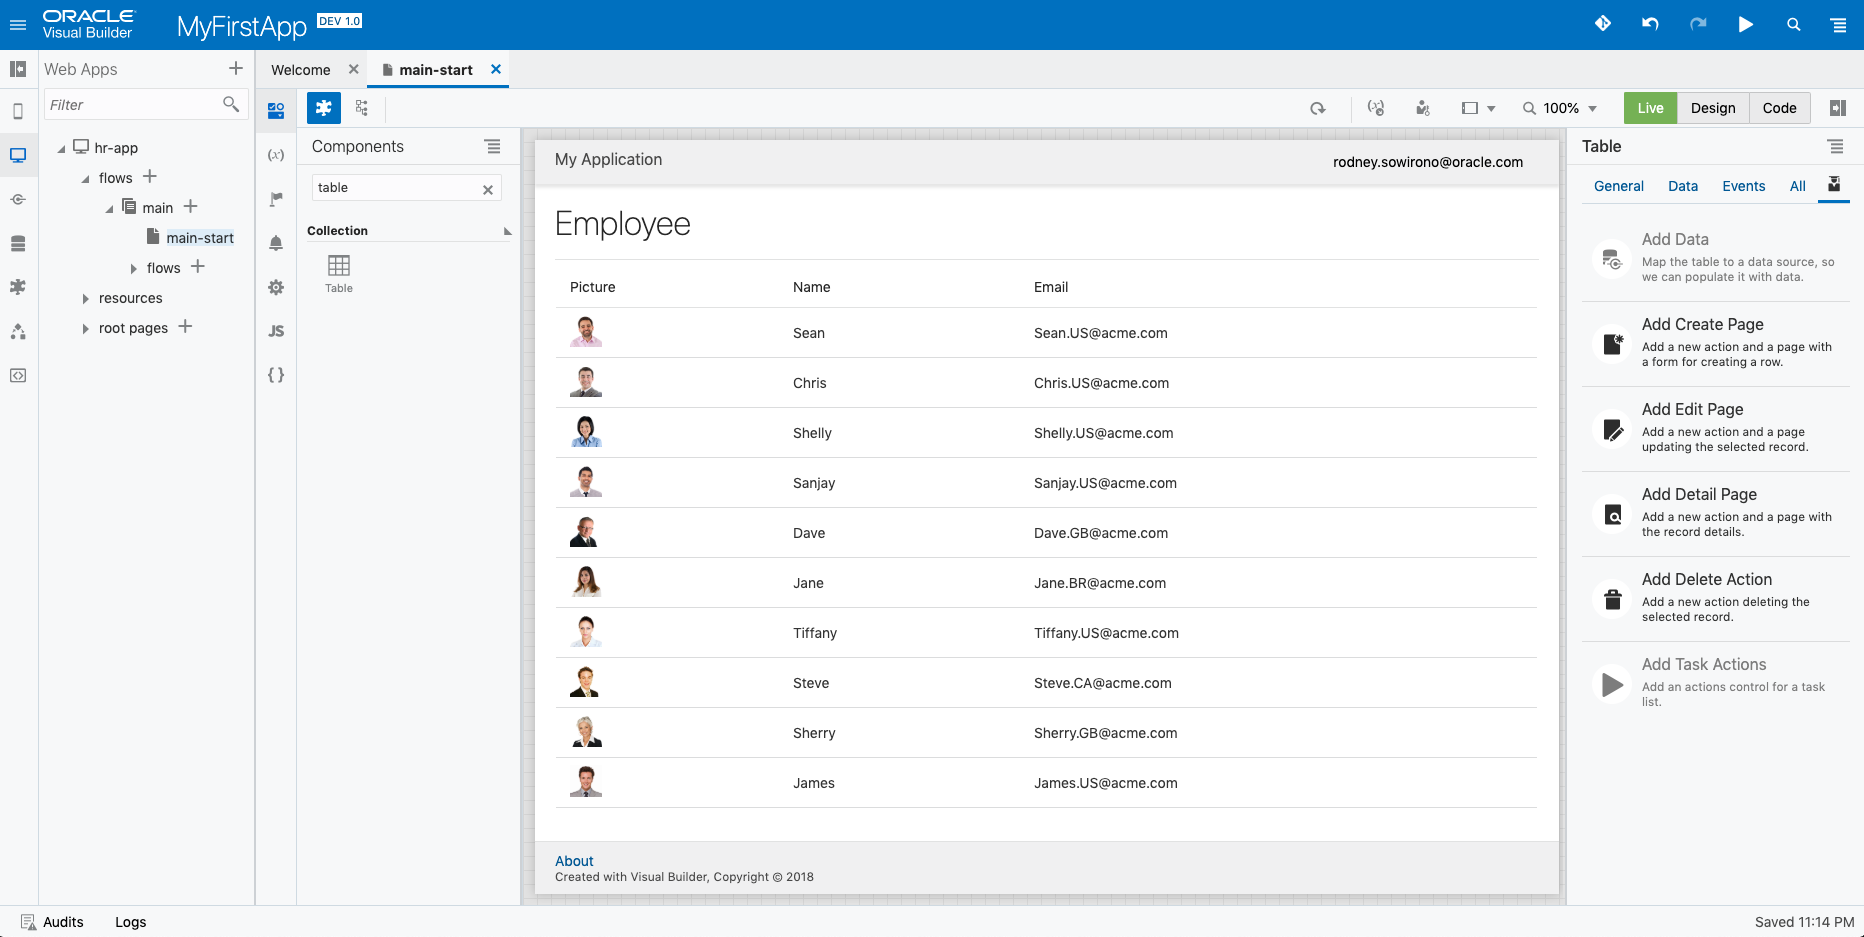 ORACLE
Visual Builder
MyFirstApp
DEV 1.0
Web Apps
Filter
hr-app
flows
main
main-start
flows
resources
root pages
Welcome
main-start
100%
Live
Design
Code
(x)
JS
{ }
Components
table
Collection
Table
My Application
rodney.sowirono@oracle.com
Employee
Picture Name Email
Sean Sean.US@acme.com
Chris Chris.US@acme.com
Shelly Shelly.US@acme.com
Sanjay Sanjay.US@acme.com
Dave Dave.GB@acme.com
Jane Jane.BR@acme.com
Tiffany Tiffany.US@acme.com
Steve Steve.CA@acme.com
Sherry Sherry.GB@acme.com
James James.US@acme.com
About
Created with Visual Builder, Copyright © 2018
Table
General Data Events All
Add Data
Map the table to a data source, so
we can populate it with data.
Add Create Page
Add a new action and a page with
a form for creating a row.
Add Edit Page
Add a new action and a page
updating the selected record.
Add Detail Page
Add a new action and a page with
the record details.
Add Delete Action
Add a new action deleting the
selected record.
Add Task Actions
Add an actions control for a task
list.
Audits
Logs
Saved 11:14 PM